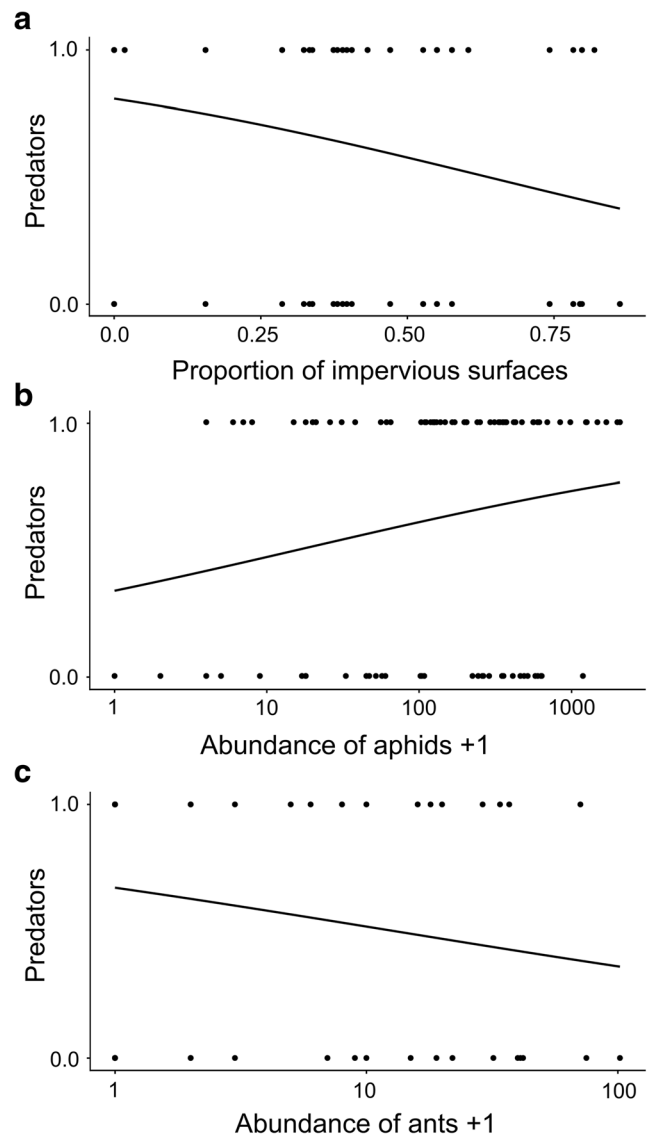 a
1.0
Predators
0.0
0.0 0.25 0.50 0.75
Proportion of impervious surfaces
b
1.0
Predators
0.0
1 10 100 1000
Abundance of aphids +1
c
1.0
Predators
0.0
1 10 100
Abundance of ants +1